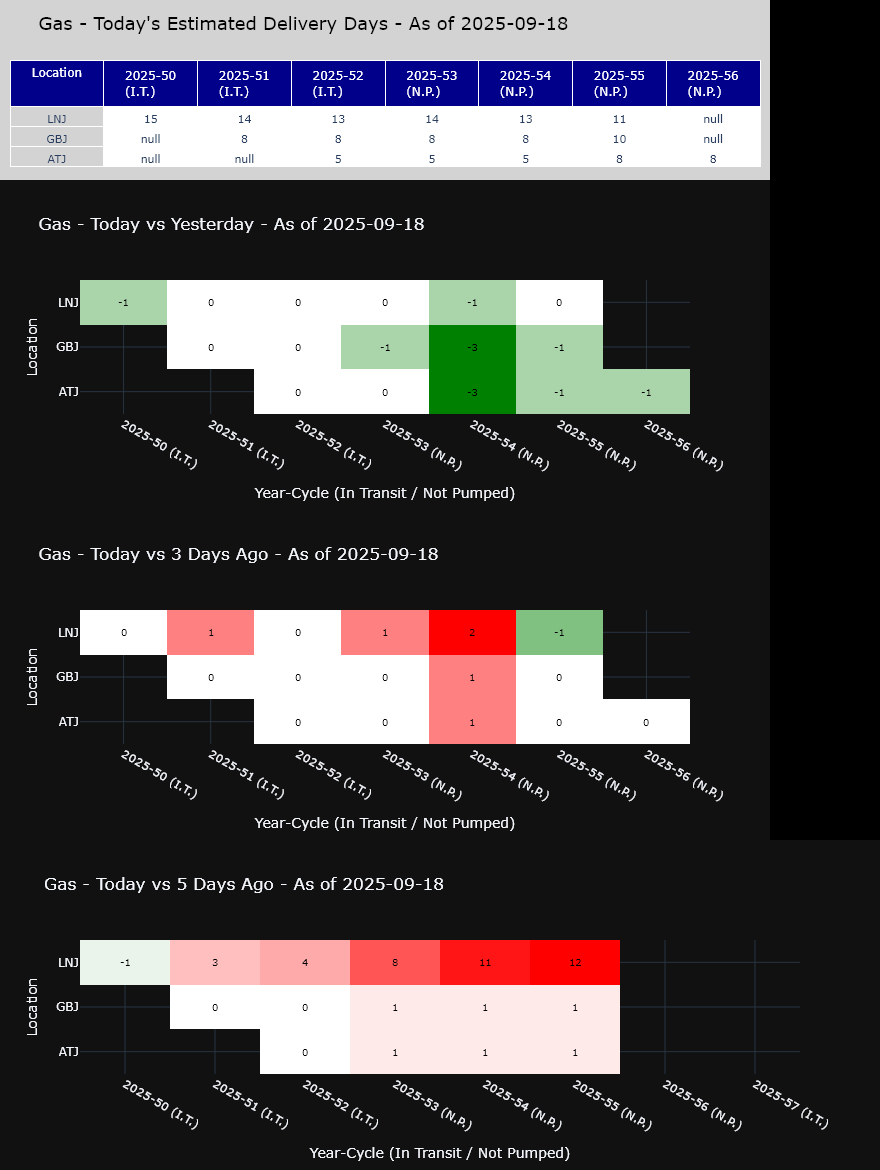 Gas - Today's Estimated Delivery Days - As of 2025-09-18
Location 2025-50 (I.T.) 2025-51 (I.T.) 2025-52 (I.T.) 2025-53 (N.P.) 2025-54 (N.P.) 2025-55 (N.P.) 2025-56 (N.P.)
LNJ 15 14 13 14 13 11 null
GBJ null 8 8 8 8 10 null
ATJ null null 5 5 5 8 8
Gas - Today vs Yesterday - As of 2025-09-18
Location
LNJ -1 0 0 0 -1 0
GBJ 0 0 -1 -3 -1
ATJ 0 0 -3 -1 -1
2025-50 (I.T.) 2025-51 (I.T.) 2025-52 (I.T.) 2025-53 (N.P.) 2025-54 (N.P.) 2025-55 (N.P.) 2025-56 (N.P.)
Year-Cycle (In Transit / Not Pumped)
Gas - Today vs 3 Days Ago - As of 2025-09-18
Location
LNJ 0 1 0 1 2 -1
GBJ 0 0 0 1 0
ATJ 0 0 1 0 0
2025-50 (I.T.) 2025-51 (I.T.) 2025-52 (I.T.) 2025-53 (N.P.) 2025-54 (N.P.) 2025-55 (N.P.) 2025-56 (N.P.)
Year-Cycle (In Transit / Not Pumped)
Gas - Today vs 5 Days Ago - As of 2025-09-18
Location
LNJ -1 3 4 8 11 12
GBJ 0 0 1 1 1
ATJ 0 1 1 1
2025-50 (I.T.) 2025-51 (I.T.) 2025-52 (I.T.) 2025-53 (N.P.) 2025-54 (N.P.) 2025-55 (N.P.) 2025-56 (N.P.) 2025-57 (I.T.)
Year-Cycle (In Transit / Not Pumped)